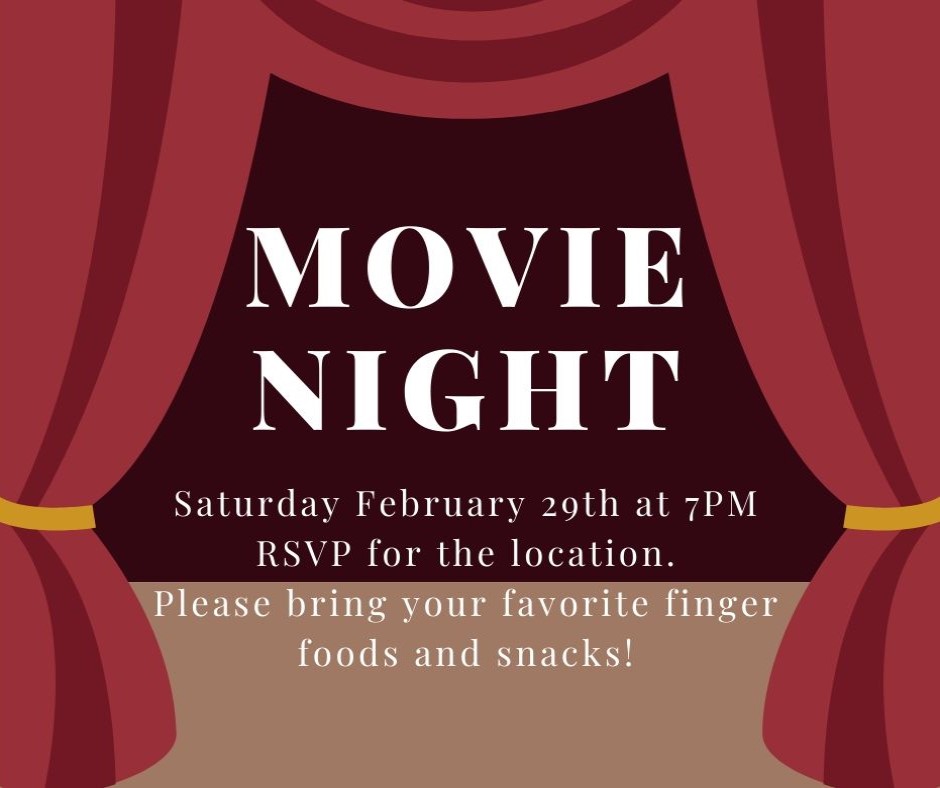 MOVIE
NIGHT
Saturday February 29th at 7PM
RSVP for the location.
Please bring your favorite finger
foods and snacks!